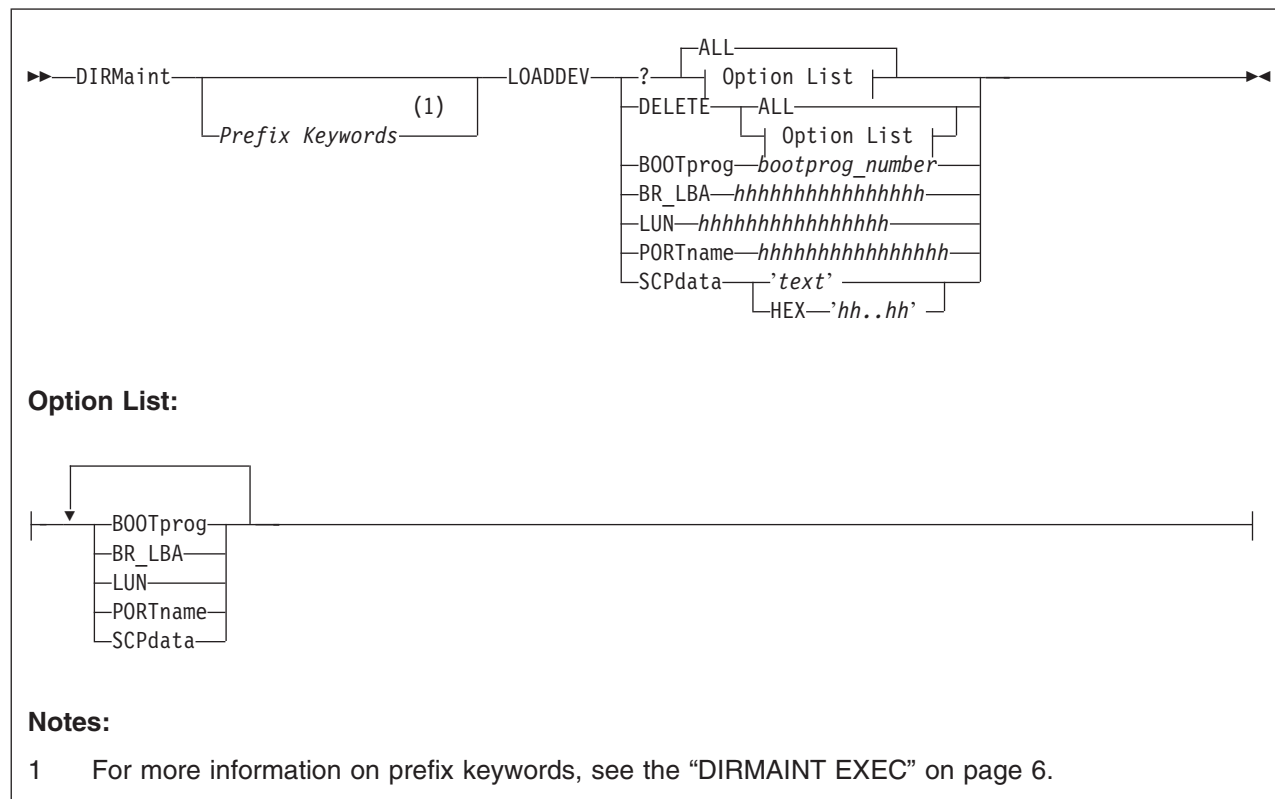 ALL
DIRMaint LOADDEV ? Option List
(1) DELETE ALL
Prefix Keywords Option List
BOOTprog bootprog_number
BR_LBA hhhhhhhhhhhhhhhh
LUN hhhhhhhhhhhhhhhh
PORTname hhhhhhhhhhhhhhhh
SCPdata 'text'
HEX 'hh..hh'
Option List:
BOOTprog
BR_LBA
LUN
PORTname
SCPdata
Notes:
1 For more information on prefix keywords, see the “DIRMAINT EXEC” on page 6.